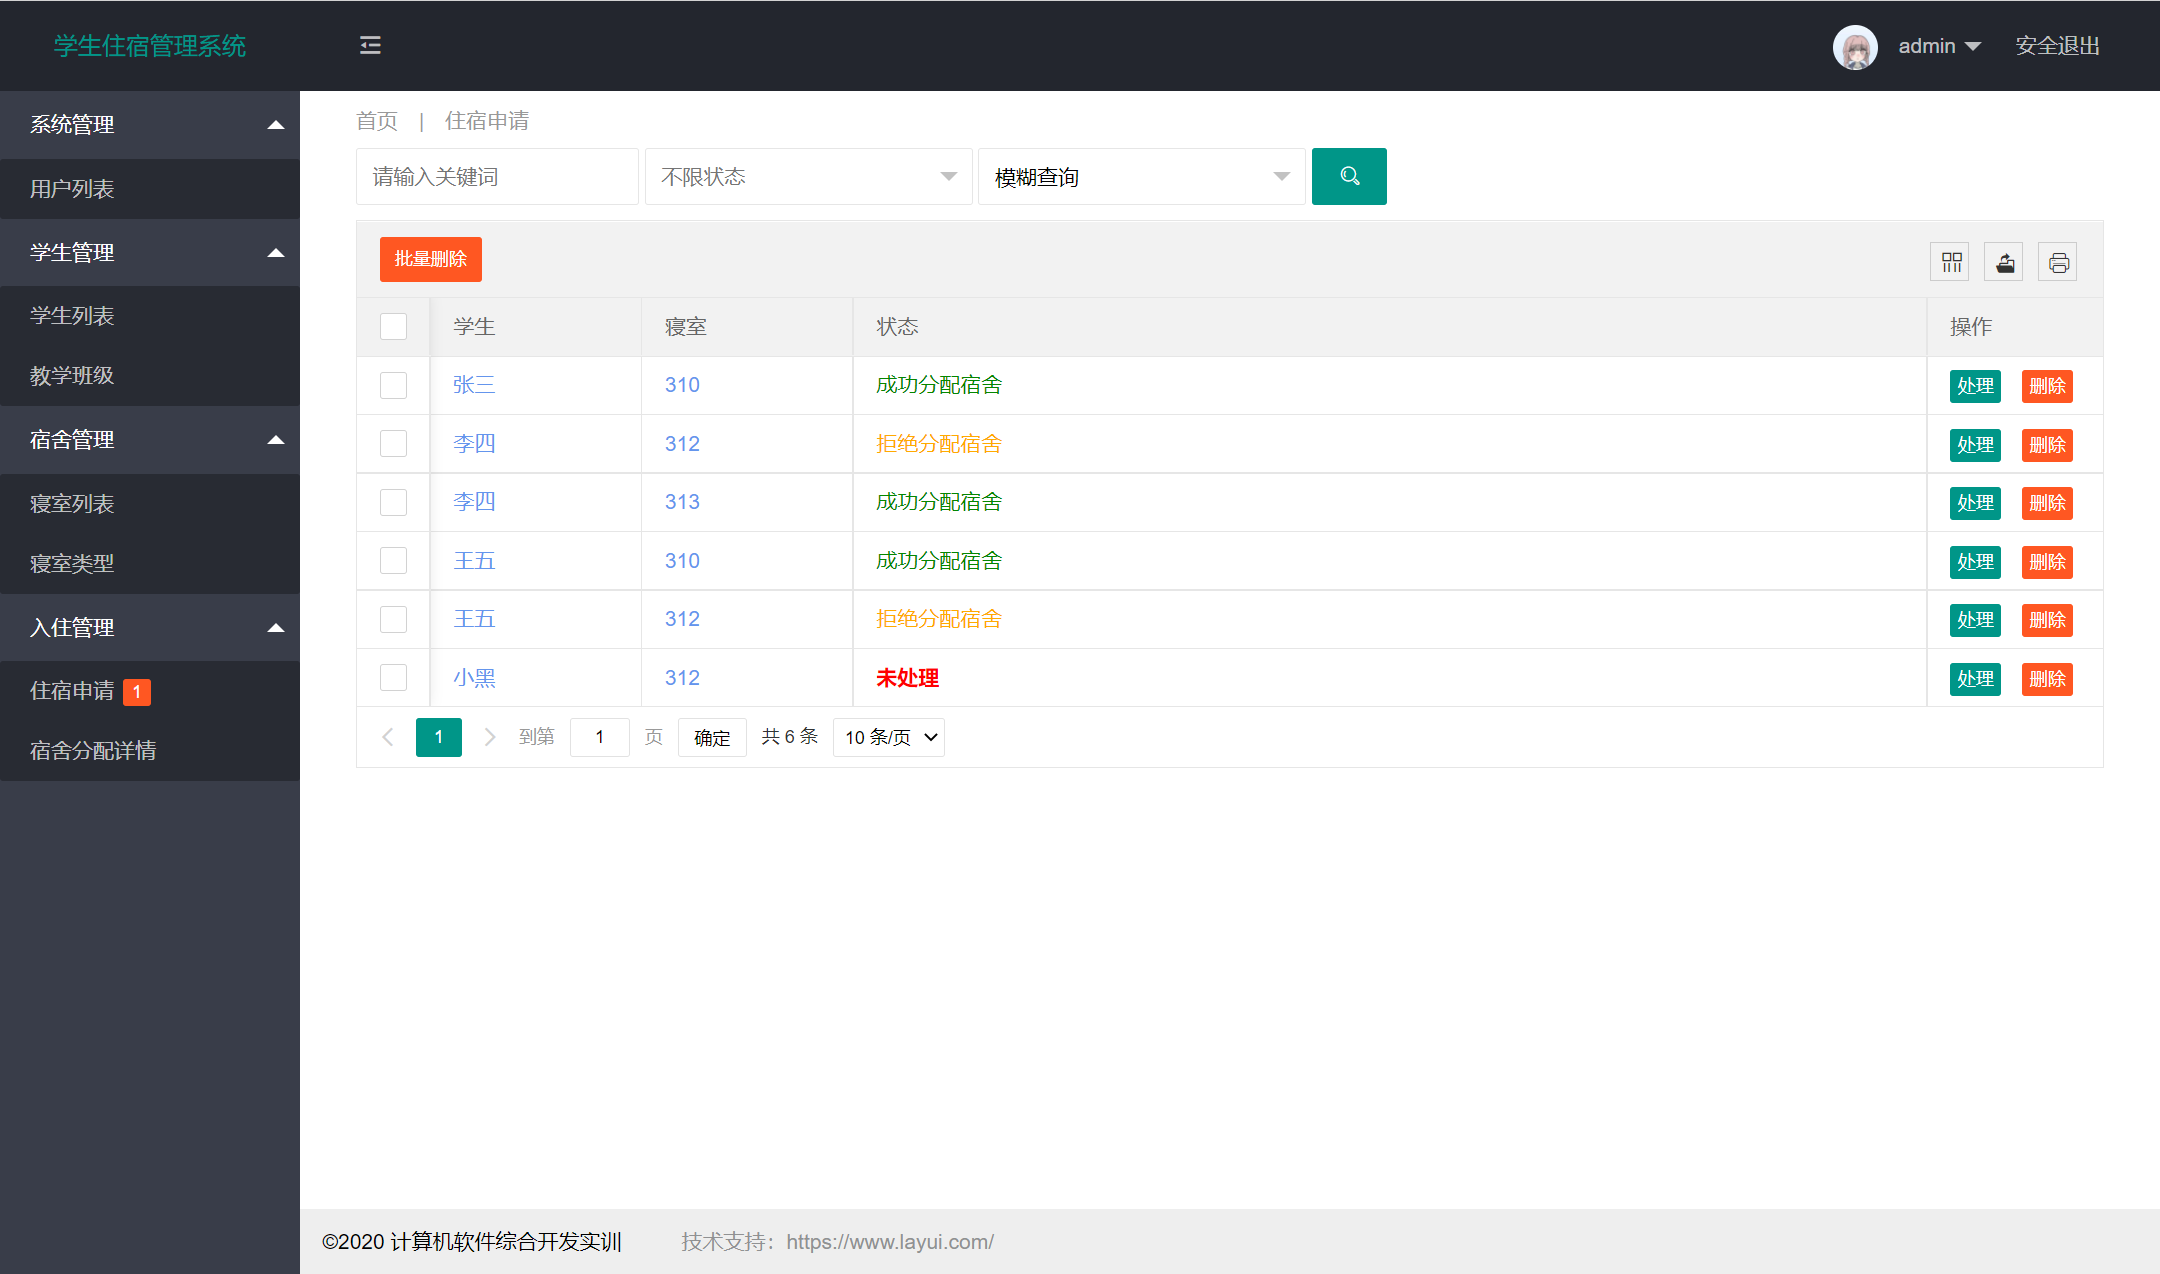 学生住宿管理系统
admin
安全退出
系统管理
用户列表
学生管理
学生列表
教学班级
宿舍管理
寝室列表
寝室类型
入住管理
住宿申请 1
宿舍分配详情
首页 | 住宿申请
请输入关键词
不限状态
模糊查询
批量删除
学生 寝室 状态 操作
张三 310 成功分配宿舍 处理 删除
李四 312 拒绝分配宿舍 处理 删除
李四 313 成功分配宿舍 处理 删除
王五 310 成功分配宿舍 处理 删除
王五 312 拒绝分配宿舍 处理 删除
小黑 312 未处理 处理 删除
1 到第 1 页 确定 共 6 条 10 条/页
©2020 计算机软件综合开发实训 技术支持：https://www.layui.com/